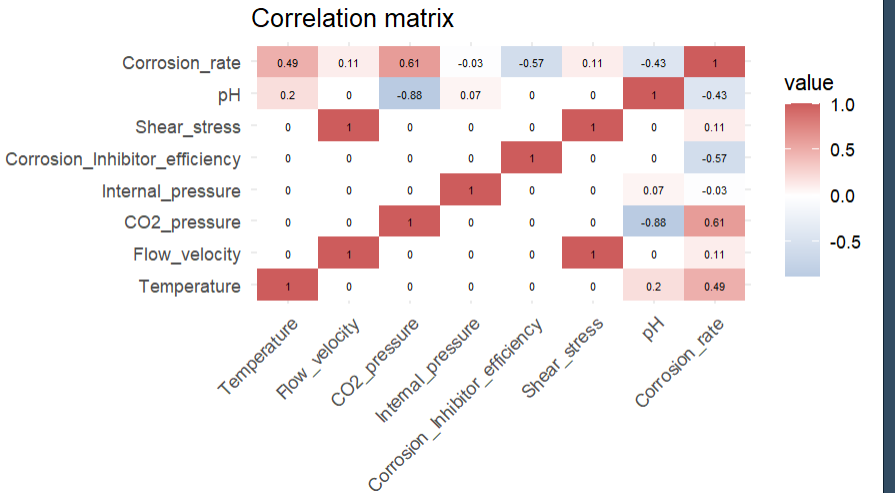 Correlation matrix
Corrosion_rate 0.49 0.11 0.61 -0.03 -0.57 0.11 -0.43 1
pH 0.2 0 -0.88 0.07 0 0 1 -0.43
Shear_stress 0 1 0 0 0 1 0 0.11
Corrosion_Inhibitor_efficiency 0 0 0 0 1 0 0 -0.57
Internal_pressure 0 0 0 1 0 0 0.07 -0.03
CO2_pressure 0 0 1 0 0 0 -0.88 0.61
Flow_velocity 0 1 0 0 0 1 0 0.11
Temperature 1 0 0 0 0 0 0.2 0.49
Temperature
Flow_velocity
CO2_pressure
Internal_pressure
Corrosion_Inhibitor_efficiency
Shear_stress
pH
Corrosion_rate
value
1.0
0.5
0.0
-0.5